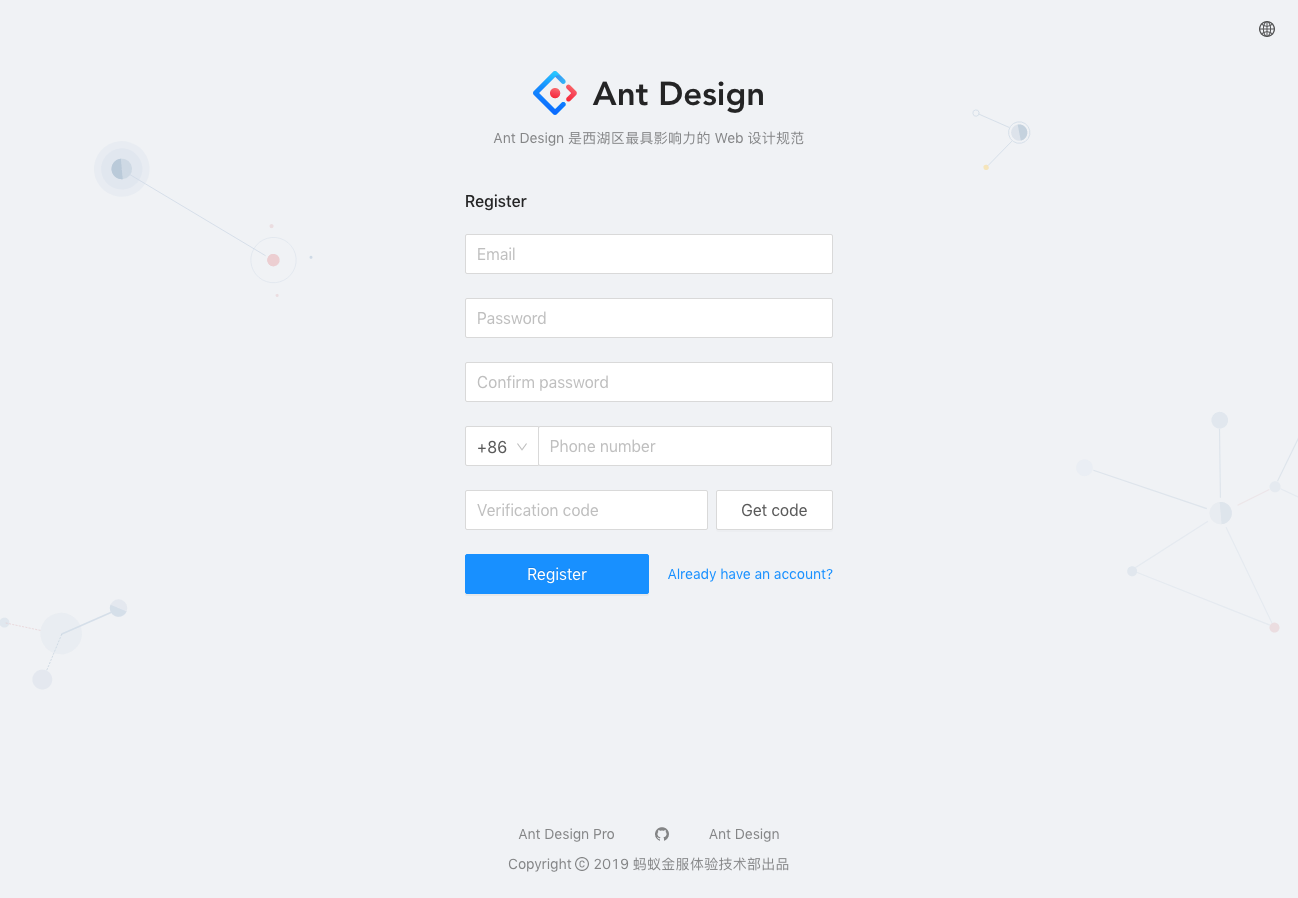 Ant Design
Ant Design 是西湖区最具影响力的 Web 设计规范
Register
Email
Password
Confirm password
+86 Phone number
Verification code Get code
Register Already have an account?
Ant Design Pro Ant Design
Copyright © 2019 蚂蚁金服体验技术部出品